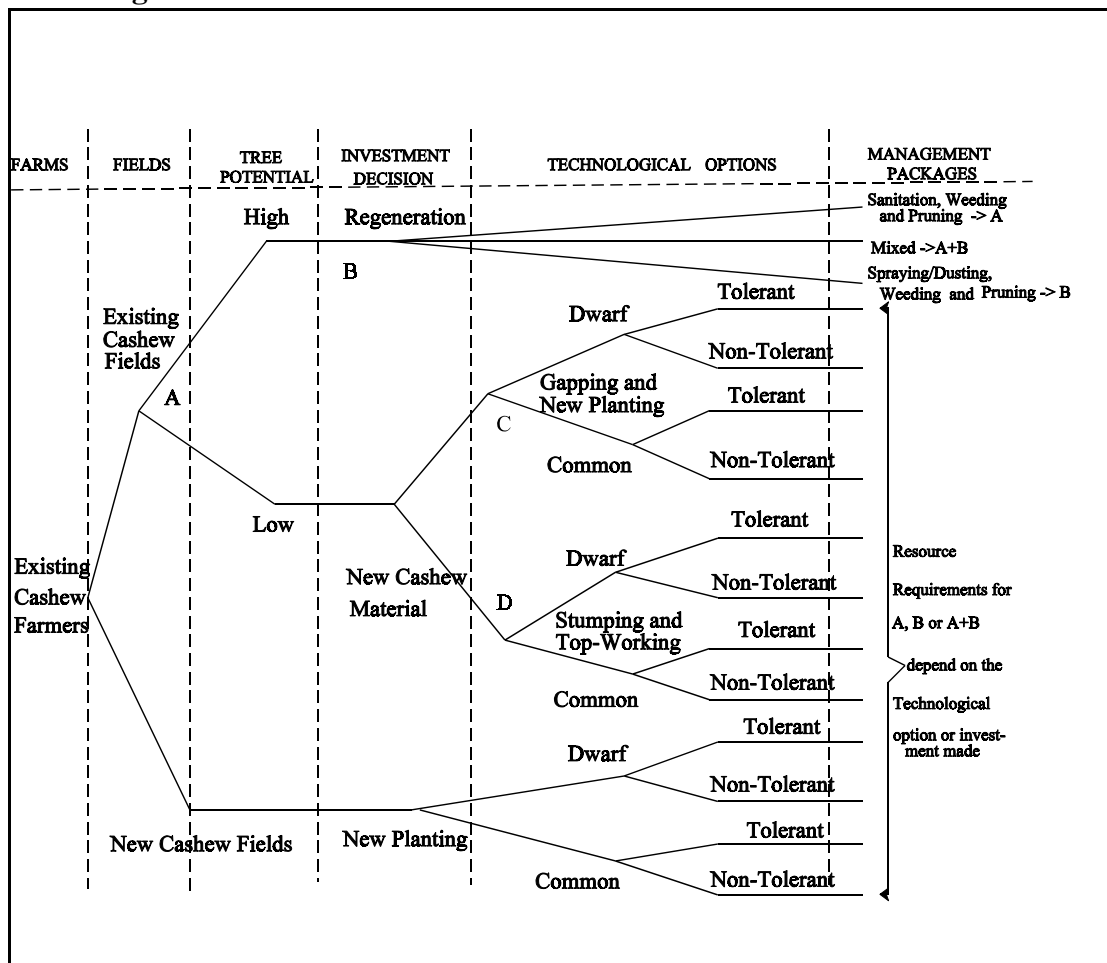 FARMS
FIELDS
TREE
POTENTIAL
INVESTMENT
DECISION
TECHNOLOGICAL OPTIONS
MANAGEMENT
PACKAGES
High
Regeneration
Sanitation, Weeding
and Pruning -> A
Mixed ->A+B
B
Spraying/Dusting,
Weeding and Pruning -> B
Tolerant
Dwarf
Existing
Cashew
Fields
Non-Tolerant
A
Gapping and
New Planting
Tolerant
C
Common
Non-Tolerant
Low
Tolerant
Existing
Cashew
Farmers
New Cashew
Material
Dwarf
Non-Tolerant
D
Stumping and
Top-Working
Tolerant
Common
Non-Tolerant
Resource
Requirements for
A, B or A+B
depend on the
Technological
option or invest-
ment made
Tolerant
Dwarf
Non-Tolerant
New Cashew Fields
New Planting
Tolerant
Common
Non-Tolerant